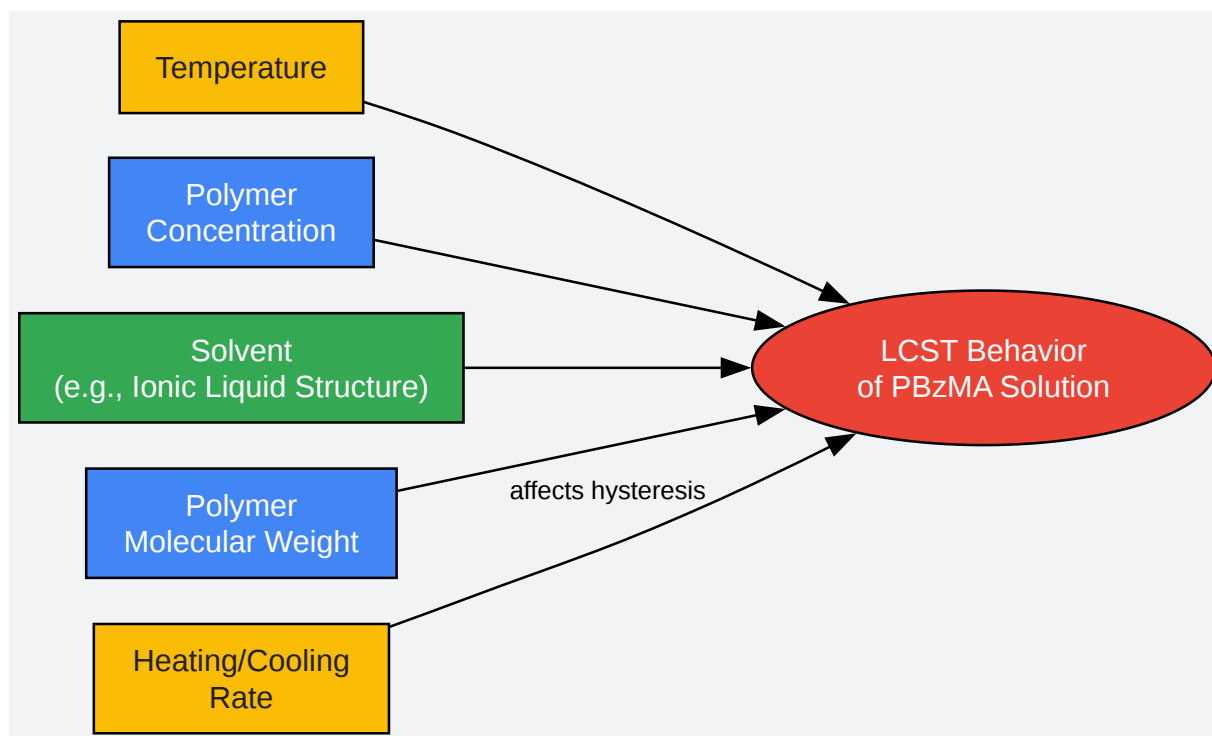 Temperature
Polymer
Concentration
Solvent
(e.g., Ionic Liquid Structure)
LCST Behavior
of PBzMA Solution
Polymer
Molecular Weight
affects hysteresis
Heating/Cooling
Rate